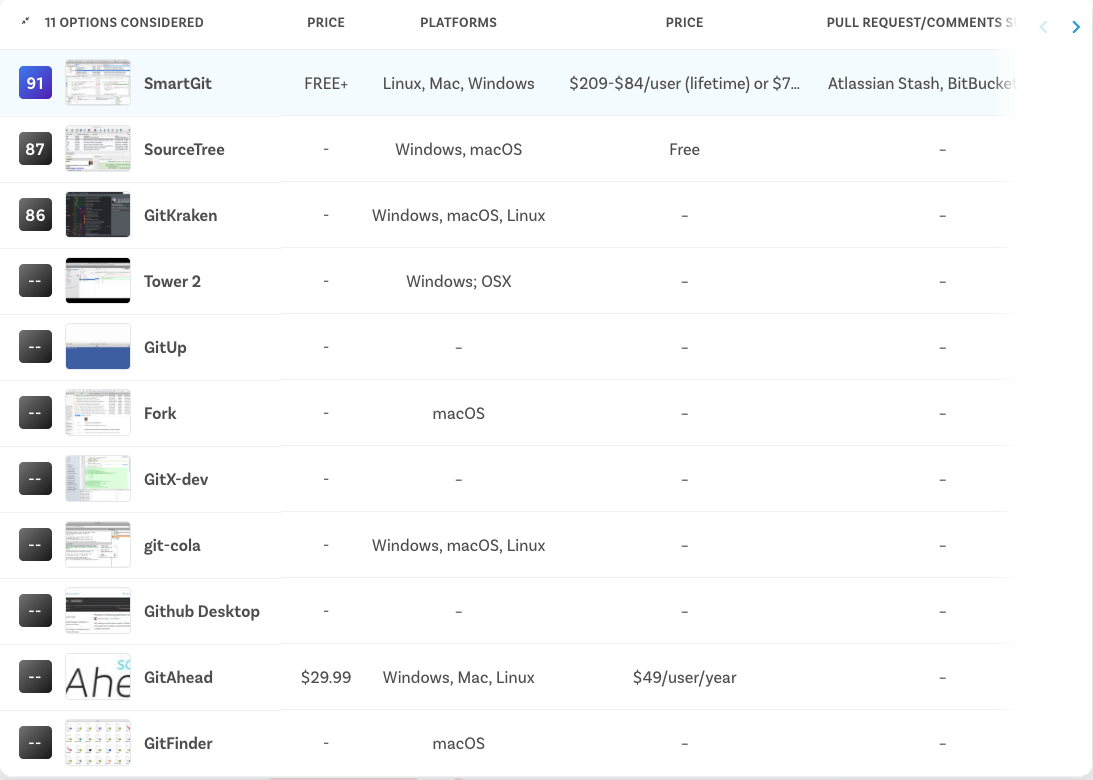 11 OPTIONS CONSIDERED PRICE PLATFORMS PRICE PULL REQUEST/COMMENTS
91 SmartGit FREE+ Linux, Mac, Windows $209-$84/user (lifetime) or $7... Atlassian Stash, BitBucket
87 SourceTree - Windows, macOS Free –
86 GitKraken - Windows, macOS, Linux – –
-- Tower 2 - Windows; OSX – –
-- GitUp - – – –
-- Fork - macOS – –
-- GitX-dev - – – –
-- git-cola - Windows, macOS, Linux – –
-- Github Desktop - – – –
-- GitAhead $29.99 Windows, Mac, Linux $49/user/year –
-- GitFinder - macOS – –